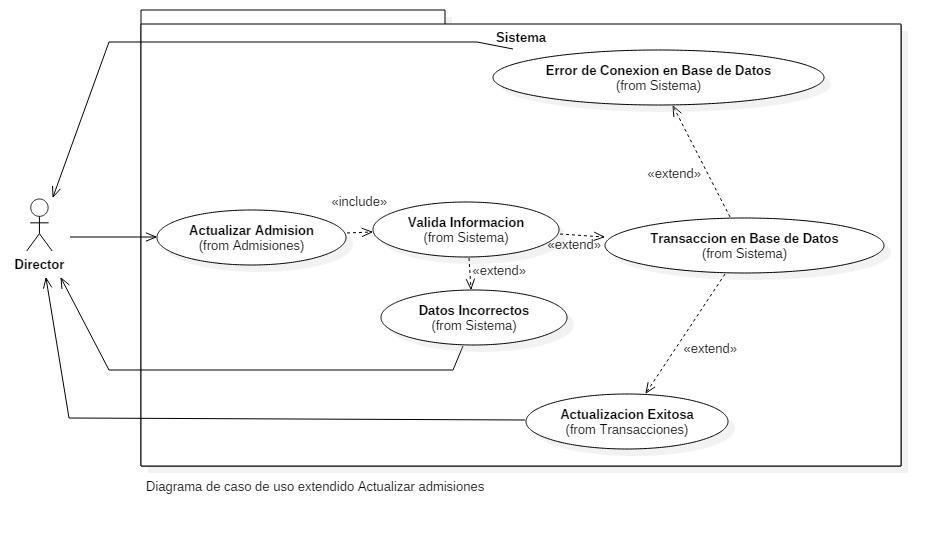 Sistema
Error de Conexion en Base de Datos
(from Sistema)
«extend»
«include»
Actualizar Admision
(from Admisiones)
Valida Informacion
(from Sistema)
«extend»
Transaccion en Base de Datos
(from Sistema)
Director
«extend»
Datos Incorrectos
(from Sistema)
«extend»
Actualizacion Exitosa
(from Transacciones)
Diagrama de caso de uso extendido Actualizar admisiones